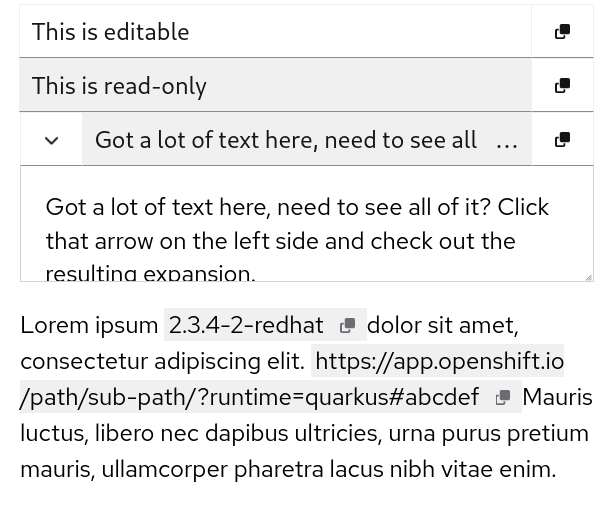 This is editable
This is read-only
Got a lot of text here, need to see all ...
Got a lot of text here, need to see all of it? Click
that arrow on the left side and check out the
resulting expansion.
Lorem ipsum 2.3.4-2-redhat dolor sit amet,
consectetur adipiscing elit. https://app.openshift.io
/path/sub-path/?runtime=quarkus#abcdef Mauris
luctus, libero nec dapibus ultricies, urna purus pretium
mauris, ullamcorper pharetra lacus nibh vitae enim.